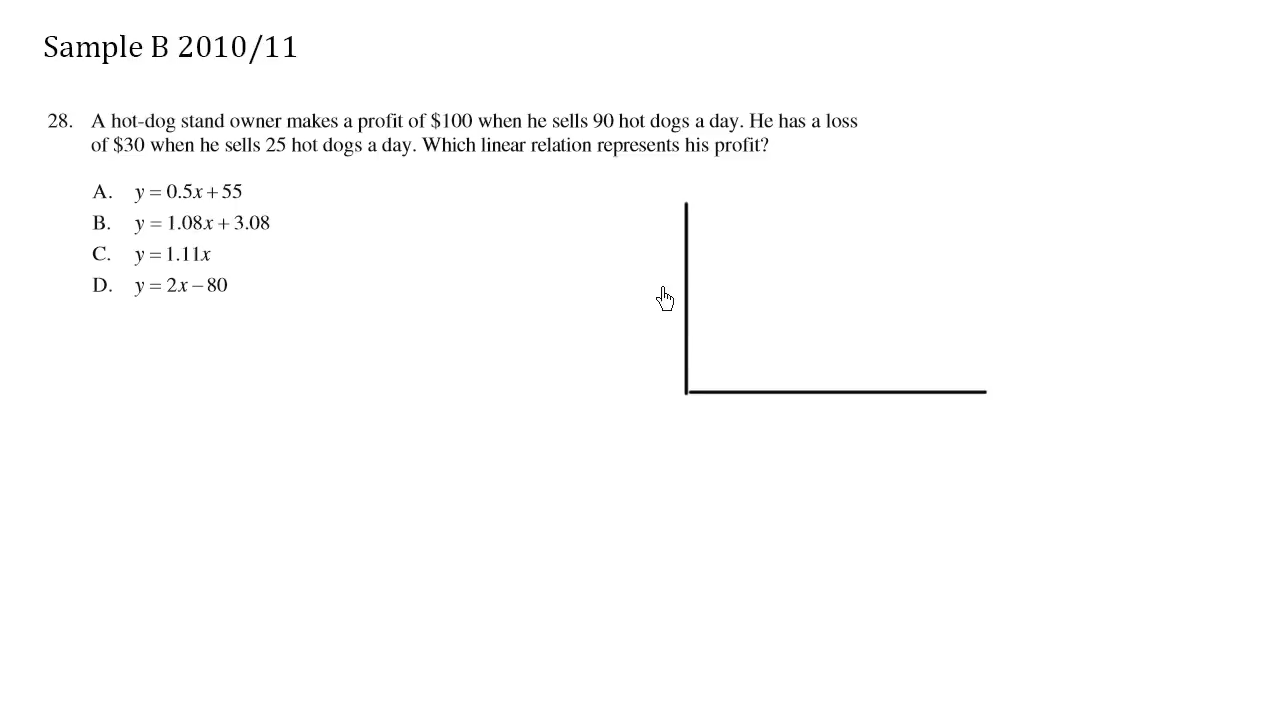 Sample B 2010/11
28. A hot-dog stand owner makes a profit of $100 when he sells 90 hot dogs a day. He has a loss
of $30 when he sells 25 hot dogs a day. Which linear relation represents his profit?
A. y = 0.5x + 55
B. y = 1.08x + 3.08
C. y = 1.11x
D. y = 2x − 80